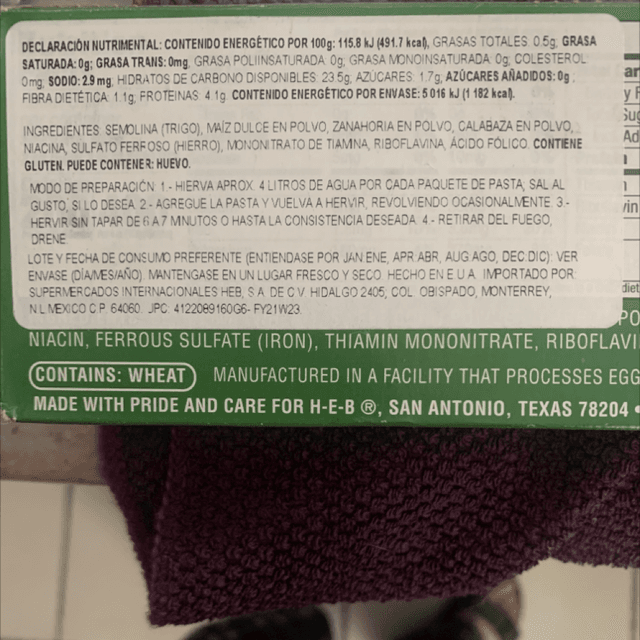 DECLARACIÓN NUTRIMENTAL: CONTENIDO ENERGÉTICO POR 100g: 115.8 kJ (491.7 kcal), GRASAS TOTALES 0.5g, GRASA
SATURADA: 0g; GRASA TRANS: 0mg, GRASA POLIINSATURADA 0g, GRASA MONOINSATURADA 0g, COLESTEROL
0mg, SODIO: 2.9 mg; HIDRATOS DE CARBONO DISPONIBLES 23.5g, AZÚCARES 1.7g, AZÚCARES AÑADIDOS: 0g;
FIBRA DIETÉTICA 1.1g, PROTEÍNAS 4.1g. CONTENIDO ENERGÉTICO POR ENVASE: 5 016 kJ (1 182 kcal).
INGREDIENTES: SEMOLINA (TRIGO), MAÍZ DULCE EN POLVO, ZANAHORIA EN POLVO, CALABAZA EN POLVO,
NIACINA, SULFATO FERROSO (HIERRO), MONONITRATO DE TIAMINA, RIBOFLAVINA, ÁCIDO FÓLICO. CONTIENE
GLUTEN. PUEDE CONTENER: HUEVO.
MODO DE PREPARACIÓN: 1 - HIERVA APROX. 4 LITROS DE AGUA POR CADA PAQUETE DE PASTA, SAL AL
GUSTO, SI LO DESEA. 2 - AGREGUE LA PASTA Y VUELVA A HERVIR, REVOLVIENDO OCASIONALMENTE. 3 -
HERVIR SIN TAPAR DE 6 A 7 MINUTOS O HASTA LA CONSISTENCIA DESEADA. 4 - RETIRAR DEL FUEGO,
DRENE.
LOTE Y FECHA DE CONSUMO PREFERENTE (ENTIENDASE POR JAN:ENE, APR:ABR, AUG:AGO, DEC:DIC): VER
ENVASE (DÍA/MES/AÑO). MANTENGASE EN UN LUGAR FRESCO Y SECO. HECHO EN E.U.A. IMPORTADO POR:
SUPERMERCADOS INTERNACIONALES HEB, S.A. DE C.V. HIDALGO 2405, COL. OBISPADO, MONTERREY,
N.L. MEXICO C.P. 64060. JPC: 4122089160G6- FY21W23.
NIACIN, FERROUS SULFATE (IRON), THIAMIN MONONITRATE, RIBOFLAVI
CONTAINS: WHEAT MANUFACTURED IN A FACILITY THAT PROCESSES EGG
MADE WITH PRIDE AND CARE FOR H-E-B ®, SAN ANTONIO, TEXAS 78204